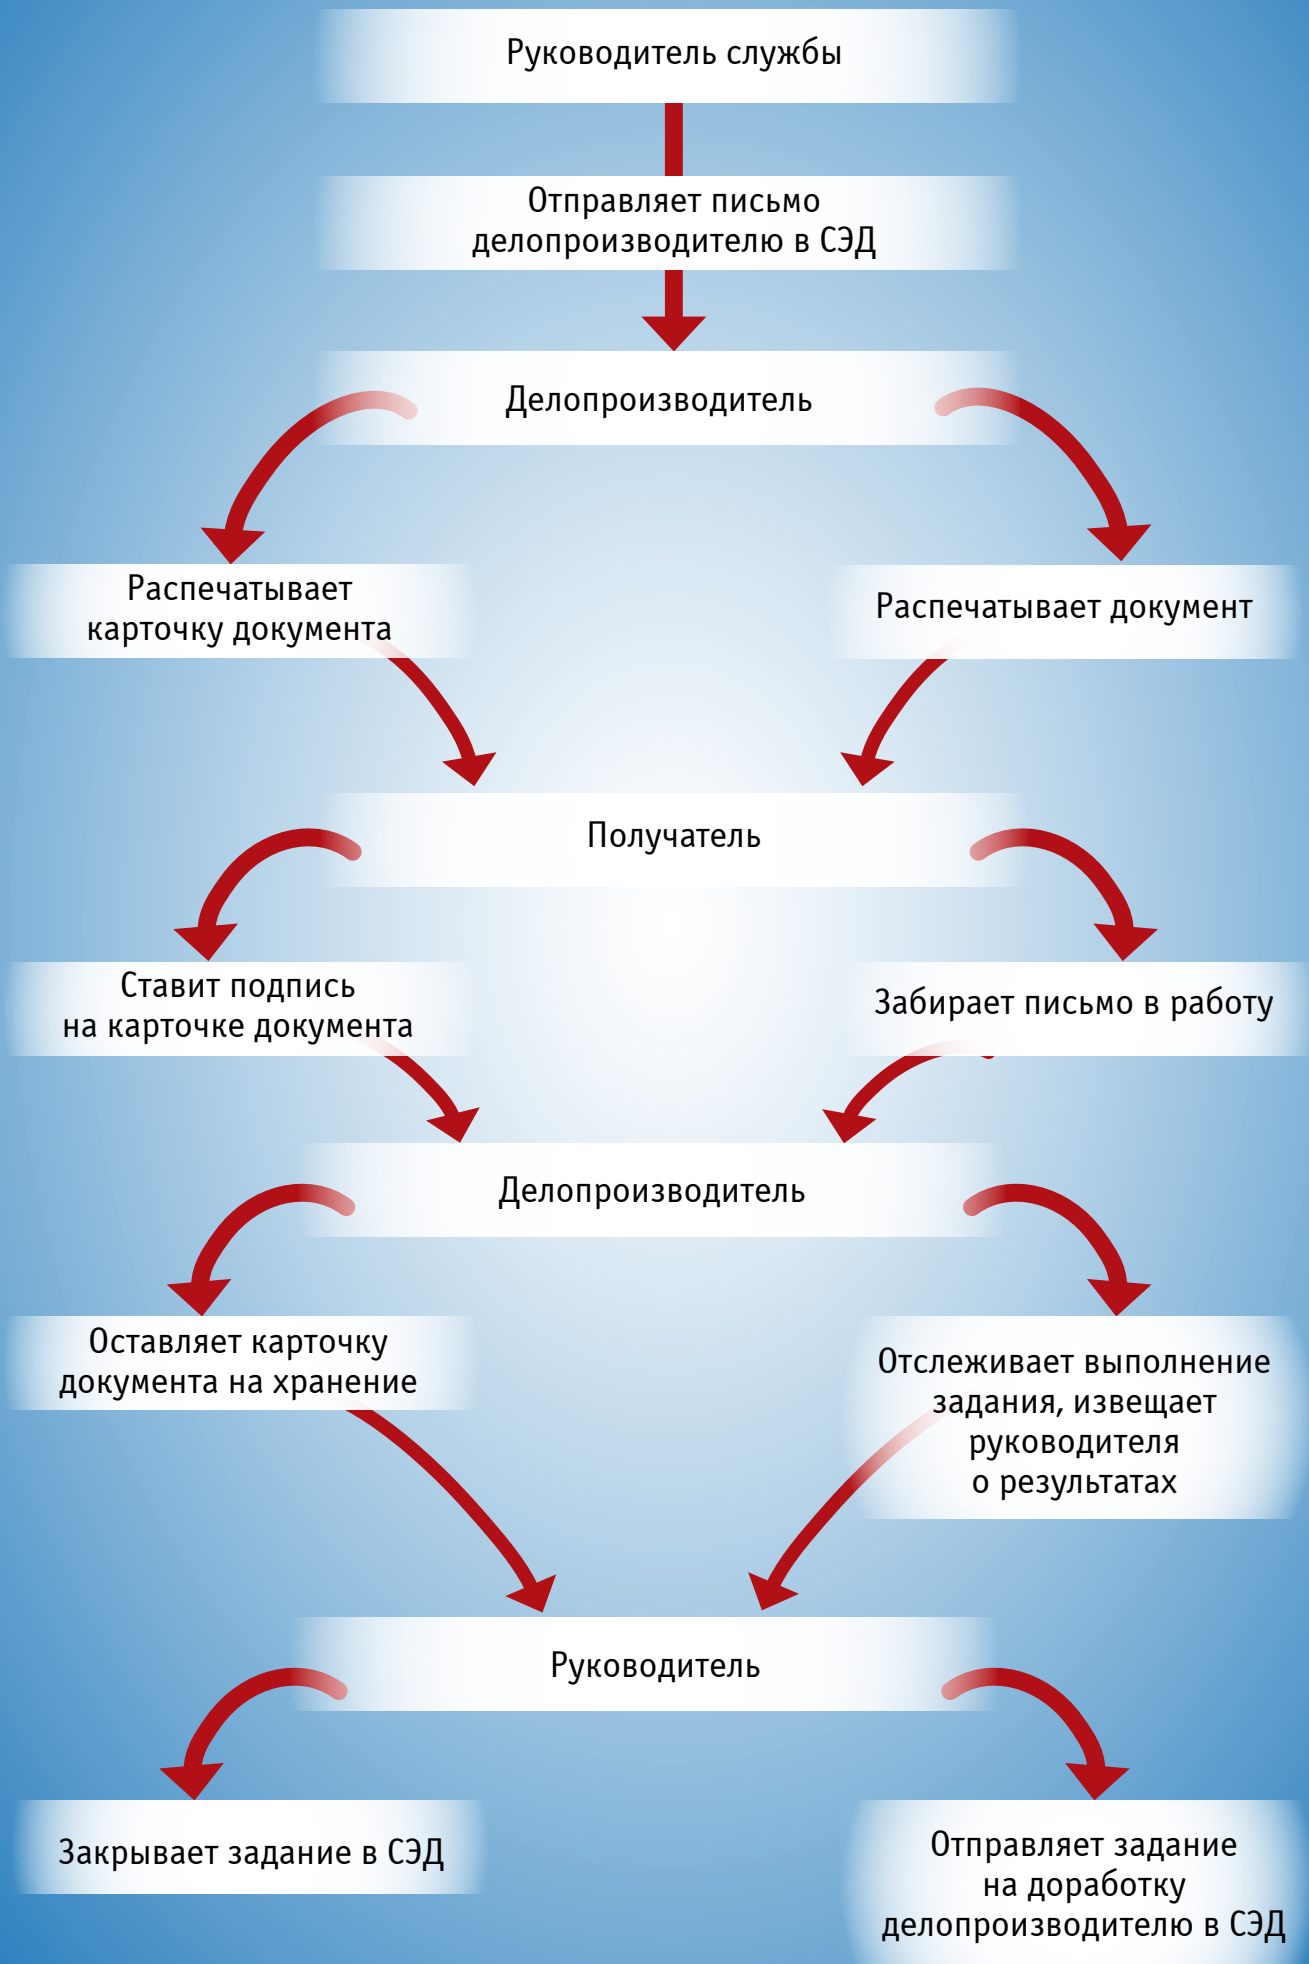 Руководитель службы
Отправляет письмо
делопроизводителю в СЭД
Делопроизводитель
Распечатывает
карточку документа
Распечатывает документ
Получатель
Ставит подпись
на карточке документа
Забирает письмо в работу
Делопроизводитель
Оставляет карточку
документа на хранение
Отслеживает выполнение
задания, извещает
руководителя
о результатах
Руководитель
Закрывает задание в СЭД
Отправляет задание
на доработку
делопроизводителю в СЭД